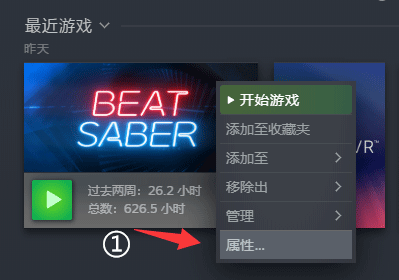 最近游戏
昨天
BEAT
SABER
R™
过去两周：26.2 小时
总数：626.5 小时
开始游戏
添加至收藏夹
添加至
移除出
管理
属性...
①